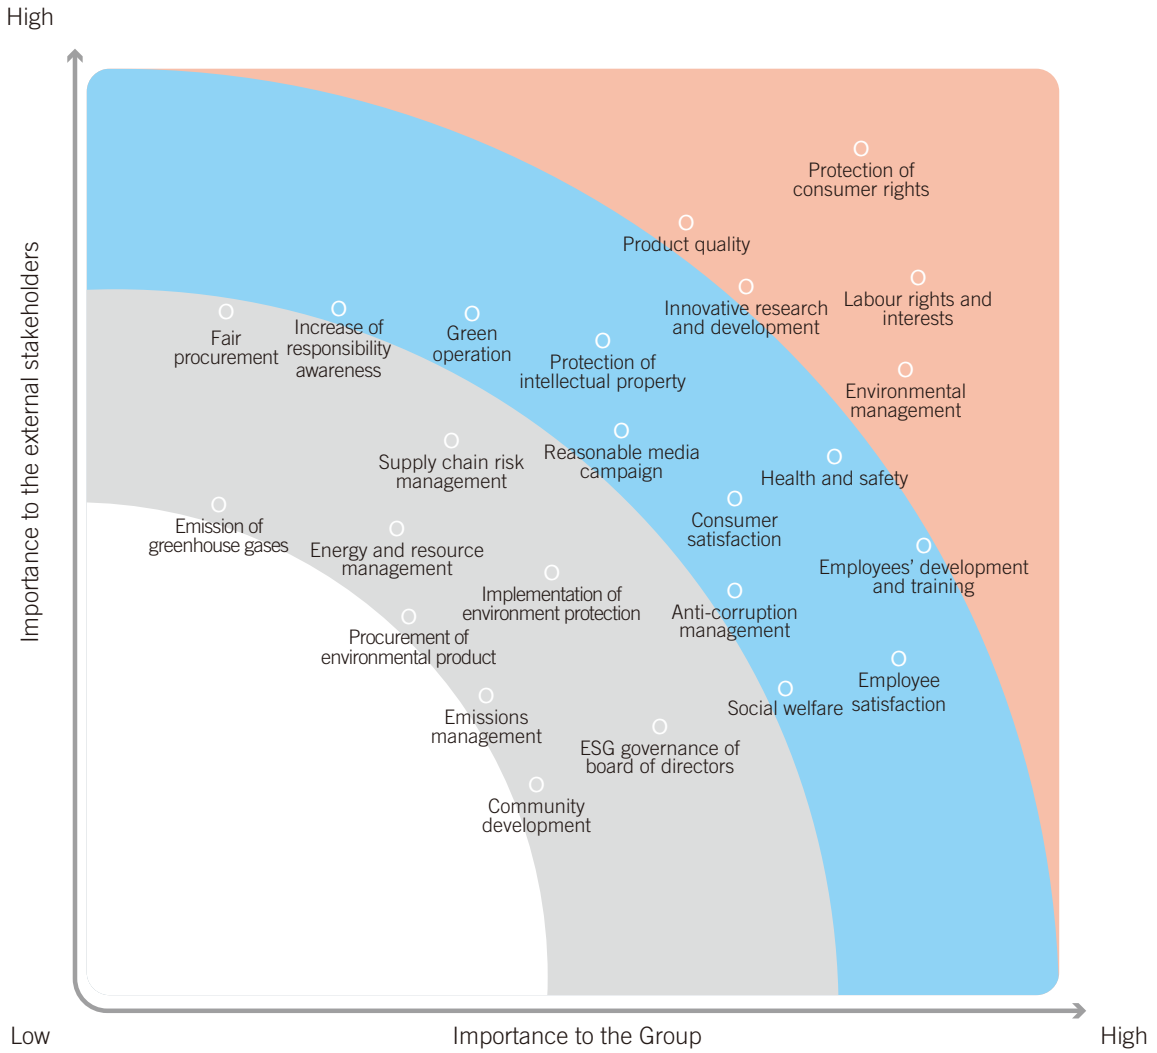 High
Importance to the external stakeholders
Protection of
consumer rights
Product quality
Labour rights and
interests
Innovative research
and development
Fair
procurement
Increase of
responsibility
awareness
Green
operation
Protection of
intellectual property
Environmental
management
Supply chain risk
management
Reasonable media
campaign
Health and safety
Consumer
satisfaction
Emission of
greenhouse gases
Energy and resource
management
Employees’ development
and training
Implementation of
environment protection
Anti-corruption
management
Procurement of
environmental product
Employee
satisfaction
Social welfare
Emissions
management
ESG governance of
board of directors
Community
development
Low
Importance to the Group
High